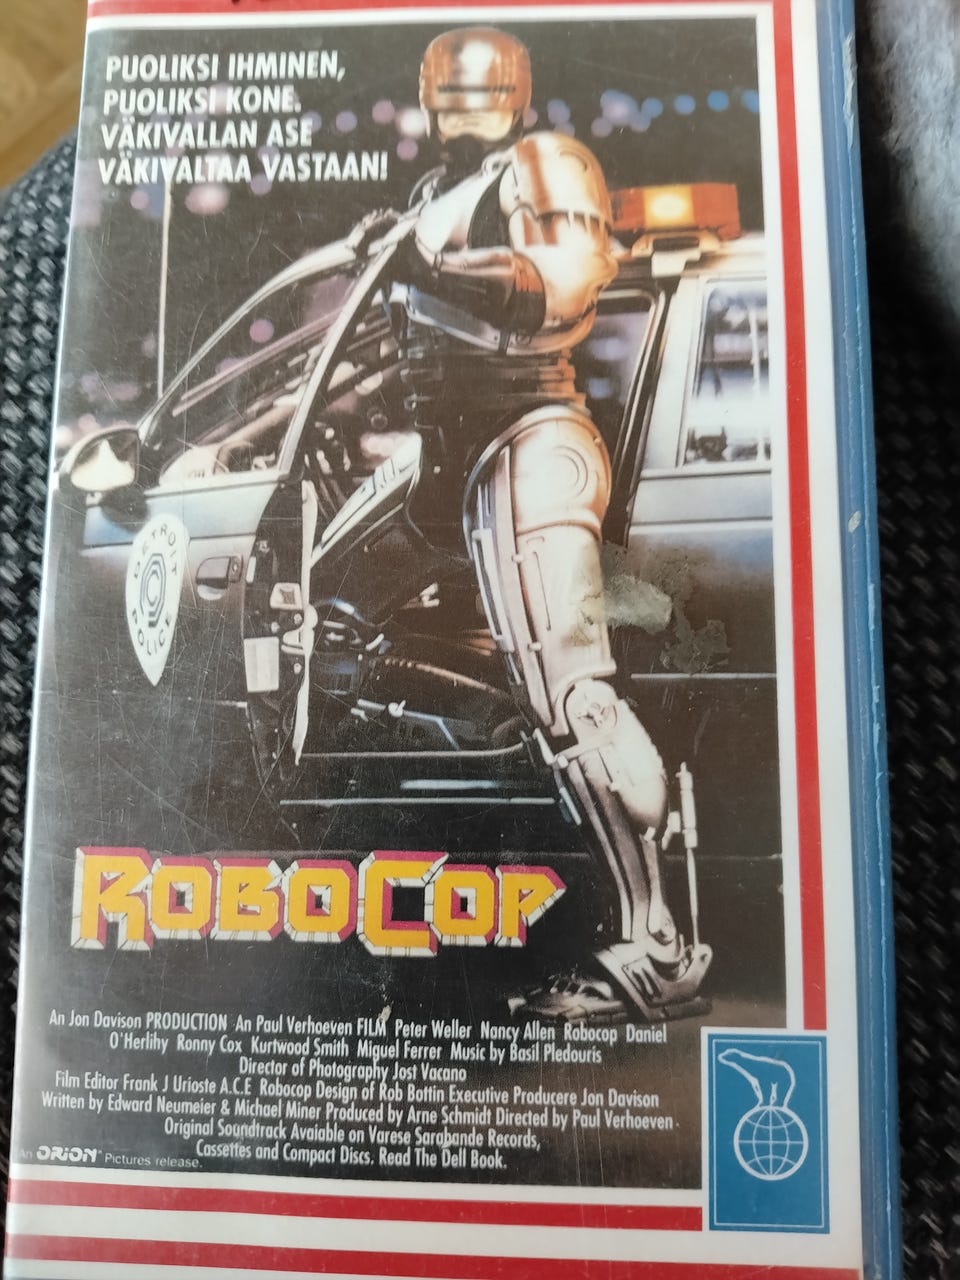 PUOLIKSI IHMINEN,
PUOLIKSI KONE.
VÄKIVALLAN ASE
VÄKIVALTAA VASTAAN!
DETROIT
POLICE
ROBOCOP
An Jon Davison PRODUCTION An Paul Verhoeven FILM Peter Weller Nancy Allen Robocop Daniel
O'Herlihy Ronny Cox Kurtwood Smith Miguel Ferrer Music by Basil Pledouris
Director of Photography Jost Vacano
Film Editor Frank J Urioste A.C.E Robocop Design of Rob Bottin Executive Producere Jon Davison
Written by Edward Neumeier & Michael Miner Produced by Arne Schmidt Directed by Paul Verhoeven.
Original Soundtrack Avaiable on Varese Sarabande Records,
Cassettes and Compact Discs. Read The Dell Book.
An ORION™ Pictures release.